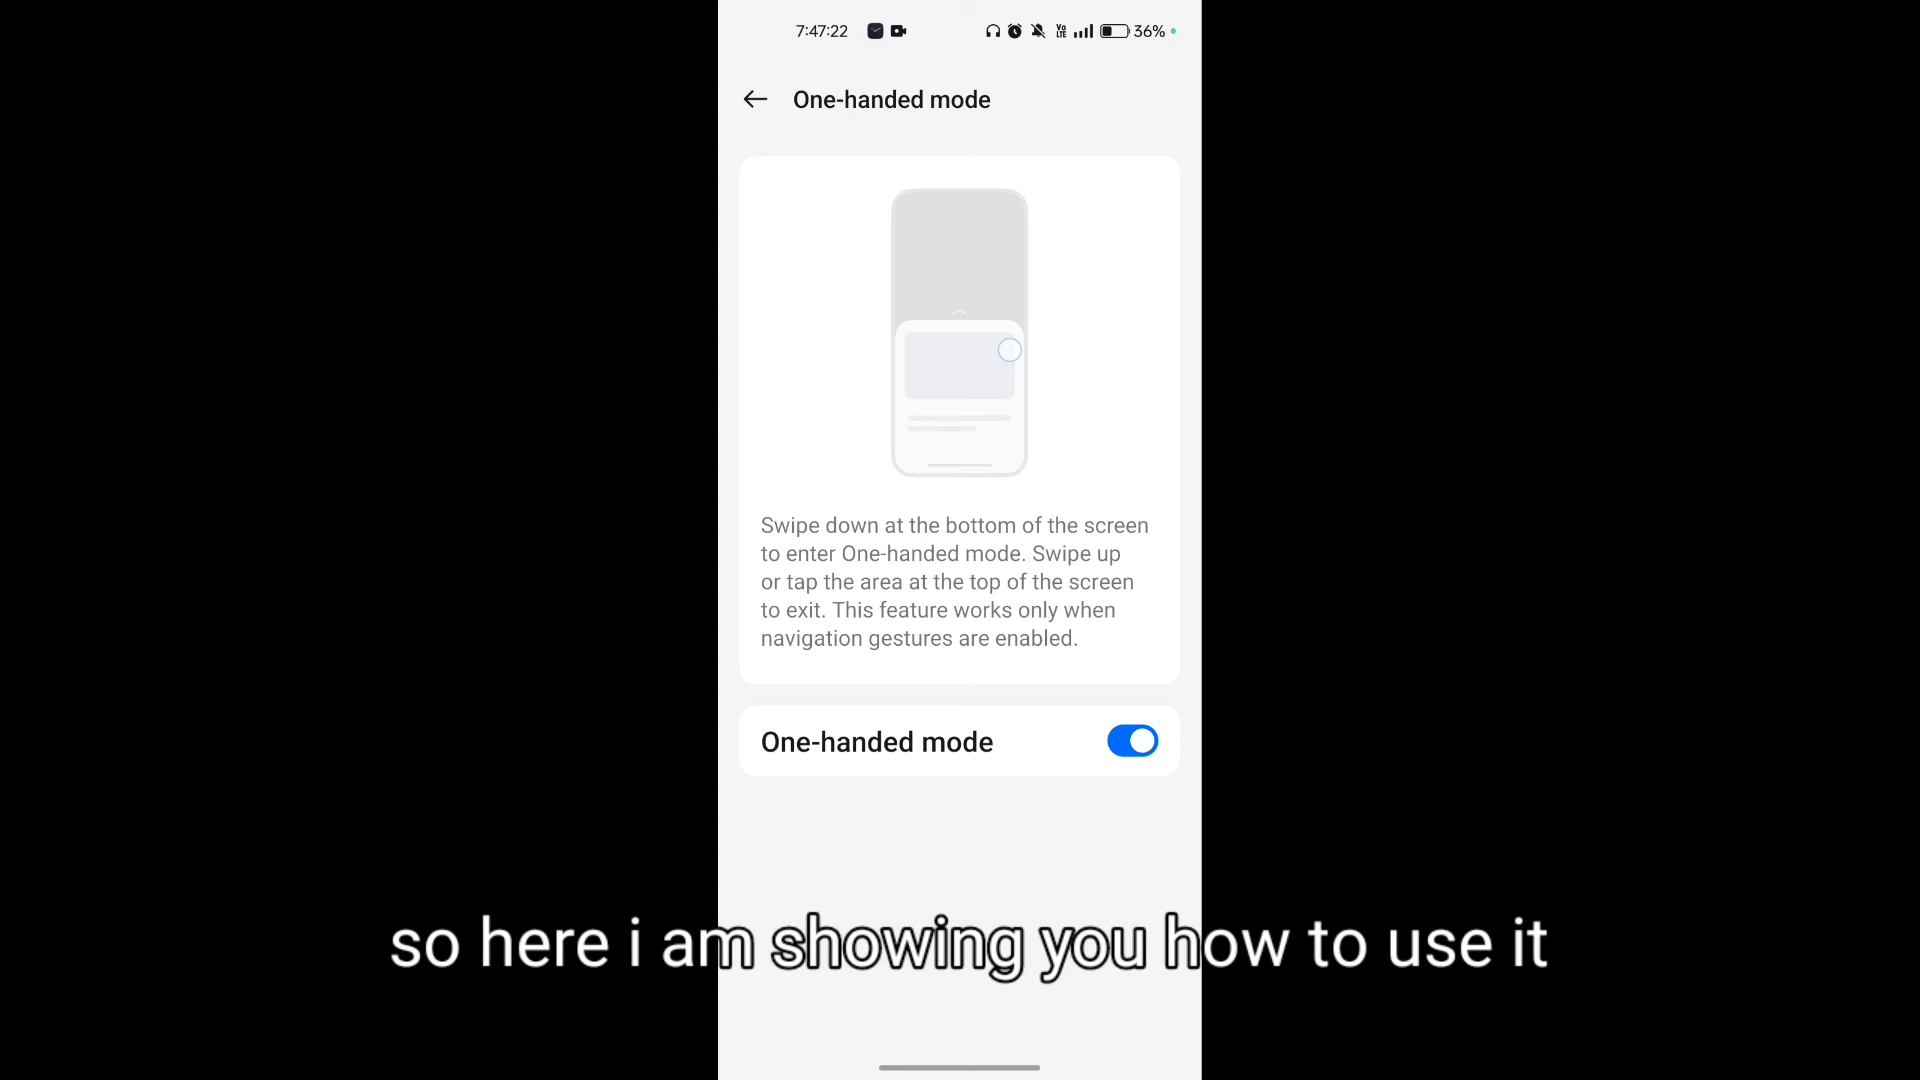 7:47:22
Vo
LTE
36%
One-handed mode
Swipe down at the bottom of the screen
to enter One-handed mode. Swipe up
or tap the area at the top of the screen
to exit. This feature works only when
navigation gestures are enabled.
One-handed mode
so here i am showing you how to use it